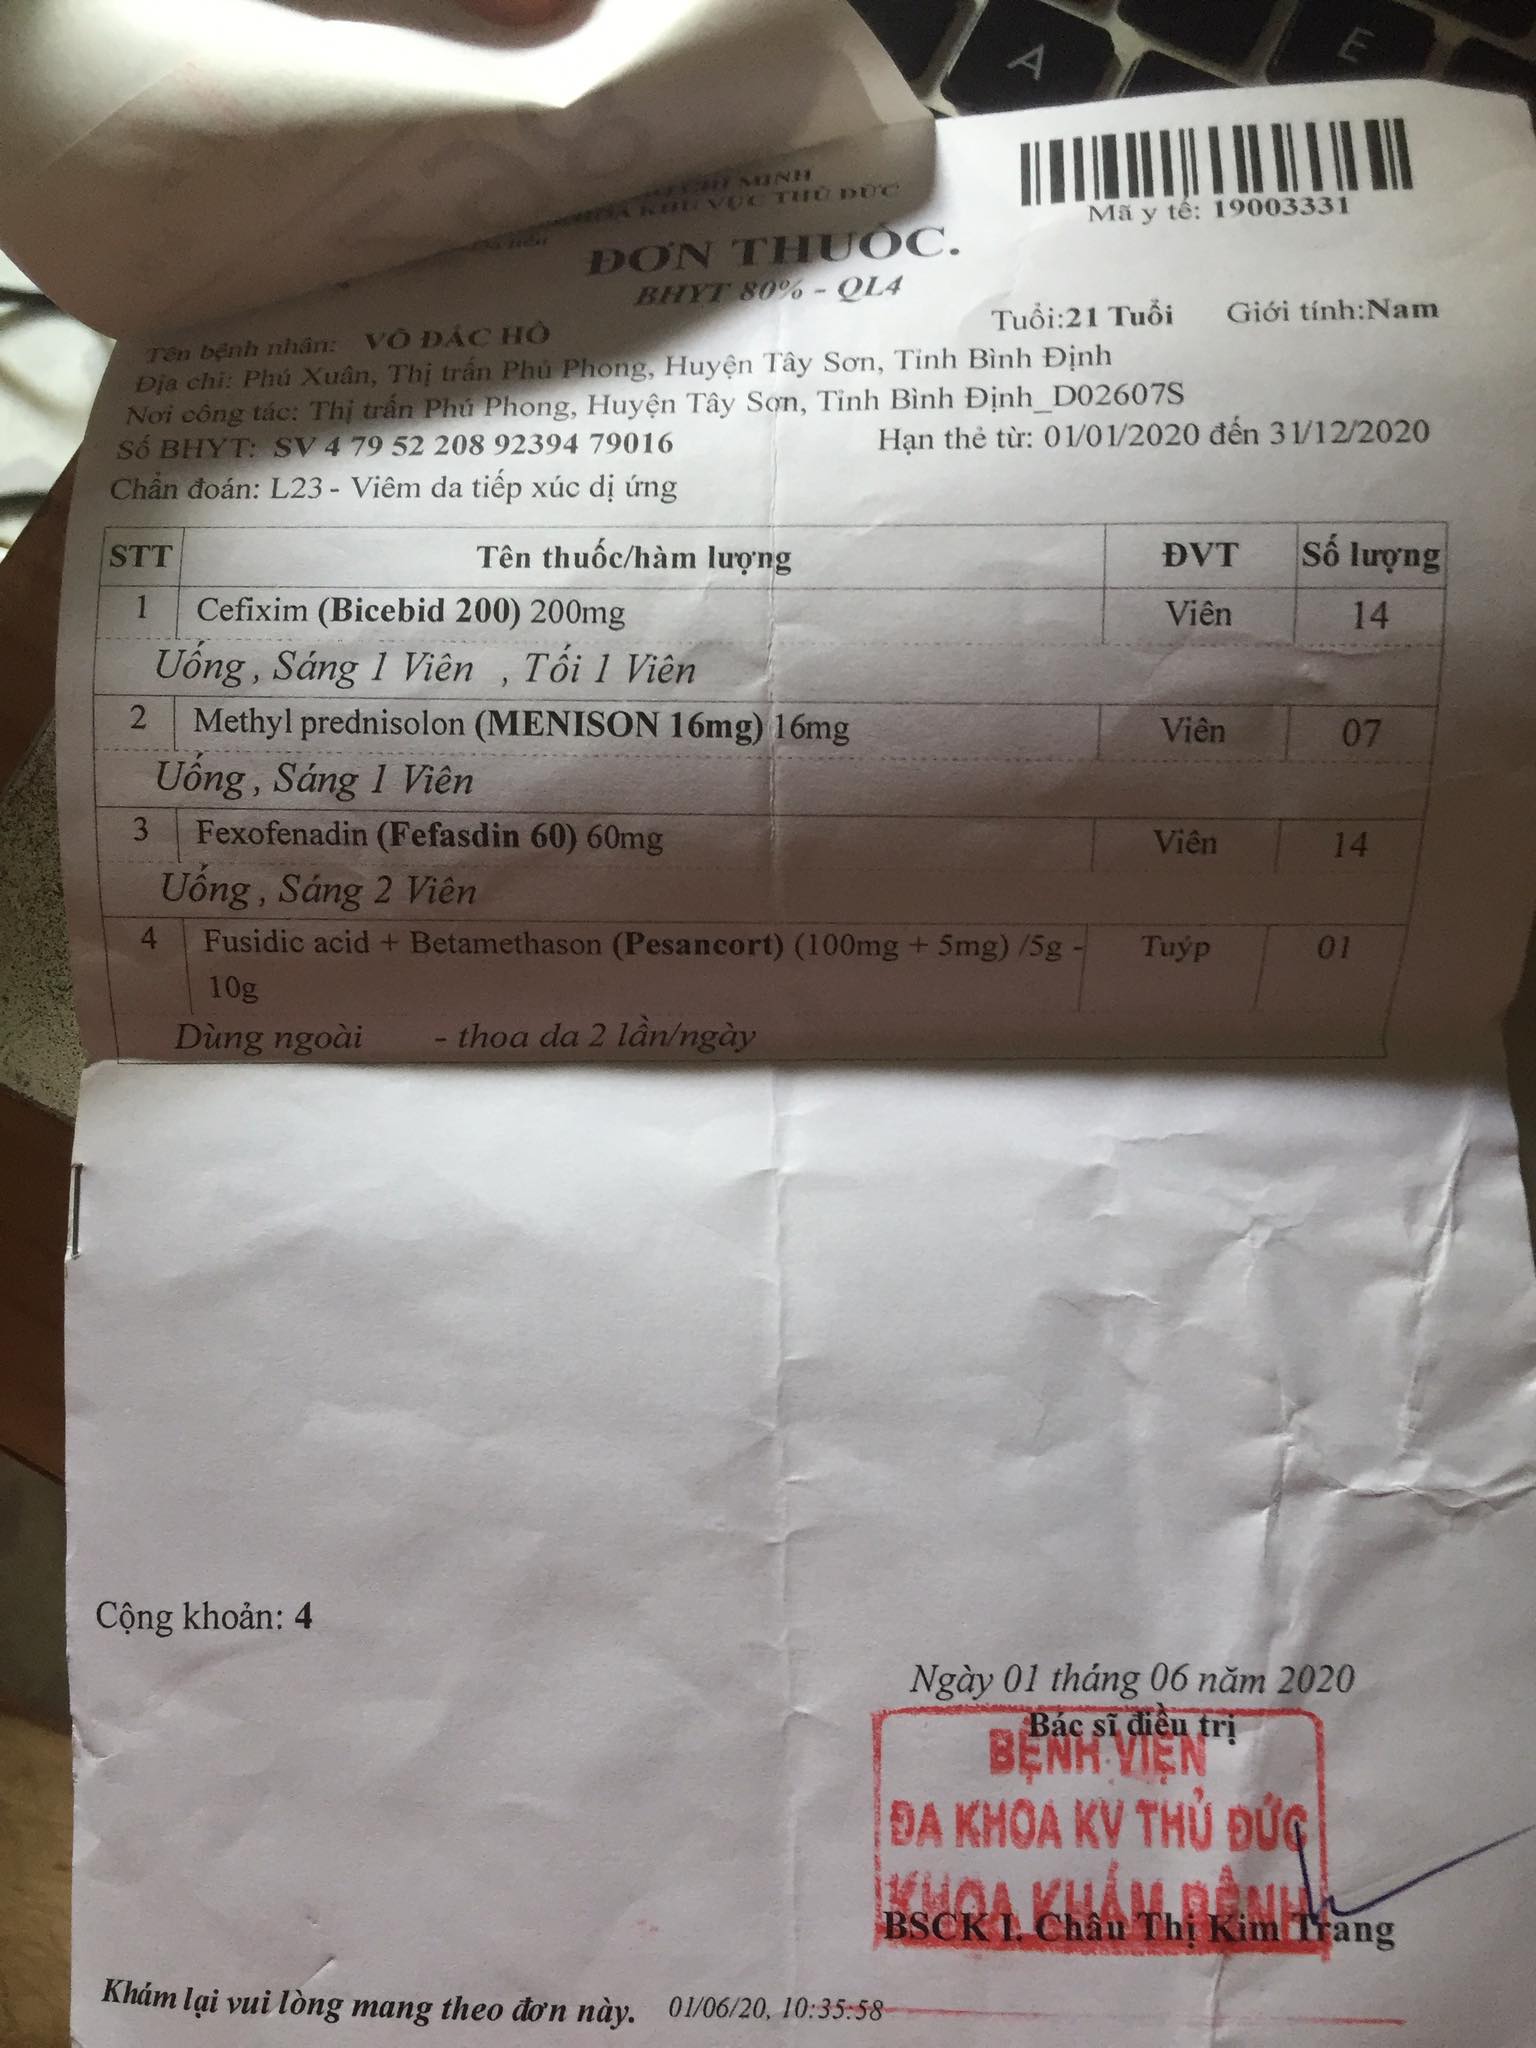 A
E
CHÍ MINH
KHOA KHU VỰC THỦ ĐỨC
Mã y tế: 19003331
ĐƠN THUỐC.
BHYT 80% - QL4
Tên bệnh nhân: VÕ ĐẮC HỒ Tuổi:21 Tuổi Giới tính:Nam
Địa chỉ: Phú Xuân, Thị trấn Phú Phong, Huyện Tây Sơn, Tỉnh Bình Định
Nơi công tác: Thị trấn Phú Phong, Huyện Tây Sơn, Tỉnh Bình Định_D02607S
Số BHYT: SV 4 79 52 208 92394 79016 Hạn thẻ từ: 01/01/2020 đến 31/12/2020
Chẩn đoán: L23 - Viêm da tiếp xúc dị ứng
STT Tên thuốc/hàm lượng ĐVT Số lượng
1 Cefixim (Bicebid 200) 200mg Viên 14
Uống , Sáng 1 Viên , Tối 1 Viên
2 Methyl prednisolon (MENISON 16mg) 16mg Viên 07
Uống , Sáng 1 Viên
3 Fexofenadin (Fefasdin 60) 60mg Viên 14
Uống , Sáng 2 Viên
4 Fusidic acid + Betamethason (Pesancort) (100mg + 5mg) /5g - Tuýp 01
10g
Dùng ngoài - thoa da 2 lần/ngày
Cộng khoản: 4
Ngày 01 tháng 06 năm 2020
Bác sĩ điều trị
BỆNH VIỆN
ĐA KHOA KV THỦ ĐỨC
KHOA KHÁM BỆNH
BSCK I. Châu Thị Kim Trang
Khám lại vui lòng mang theo đơn này. 01/06/20, 10:35:58